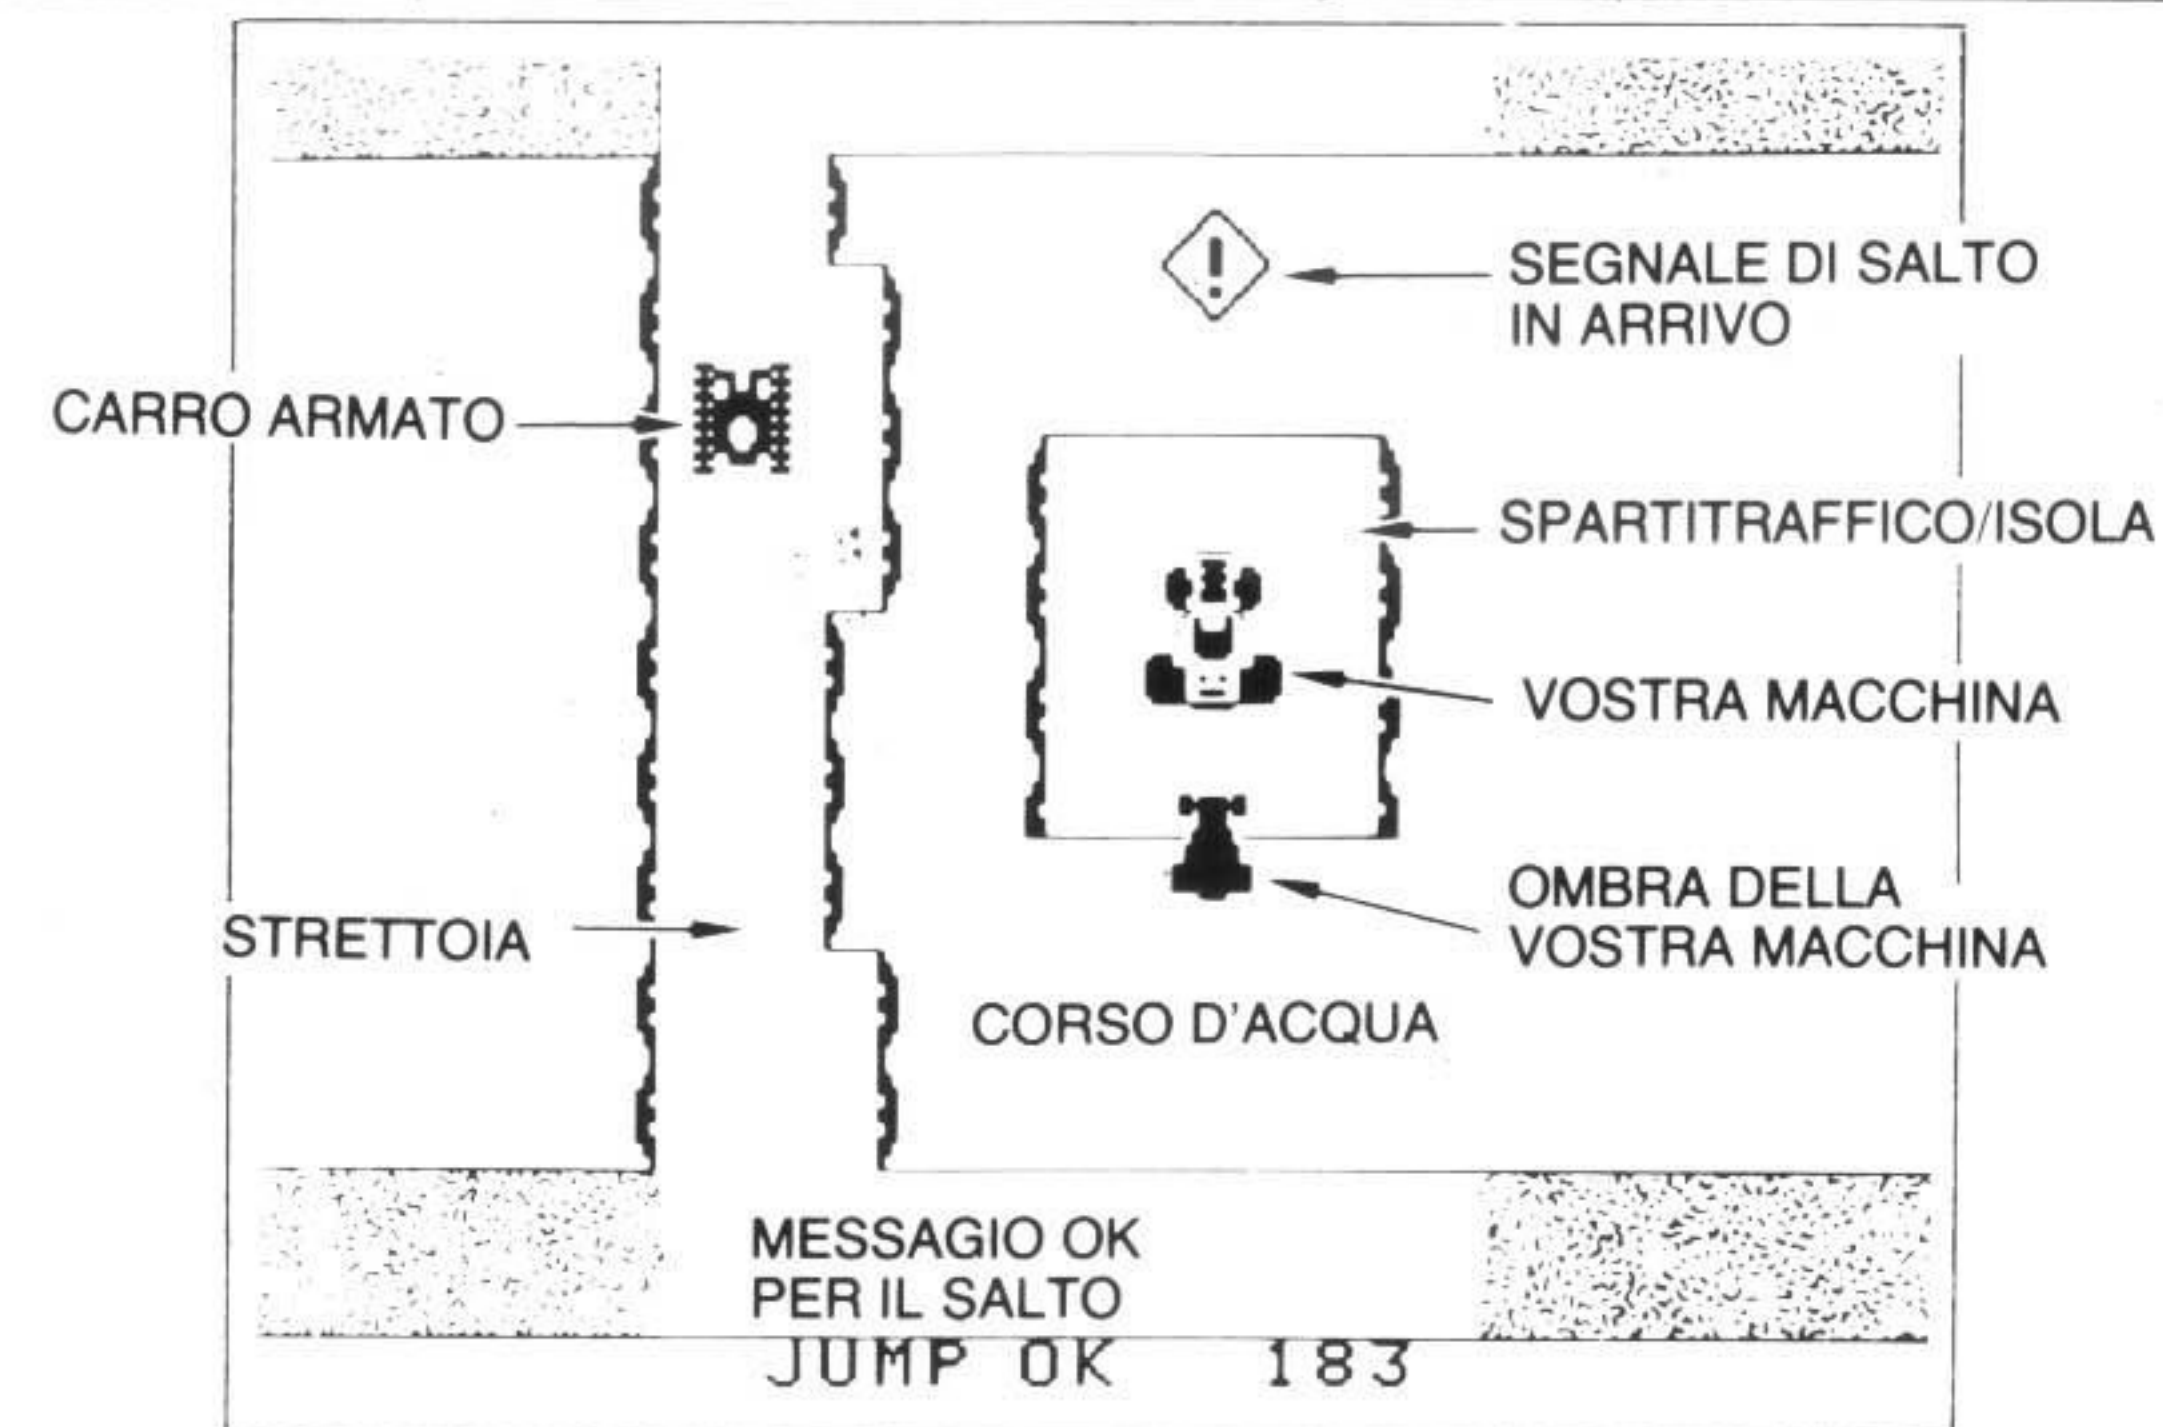 SEGNALE DI SALTO
IN ARRIVO
CARRO ARMATO
SPARTITRAFFICO/ISOLA
VOSTRA MACCHINA
OMBRA DELLA
VOSTRA MACCHINA
STRETTOIA
CORSO D'ACQUA
MESSAGIO OK
PER IL SALTO
JUMP OK 183